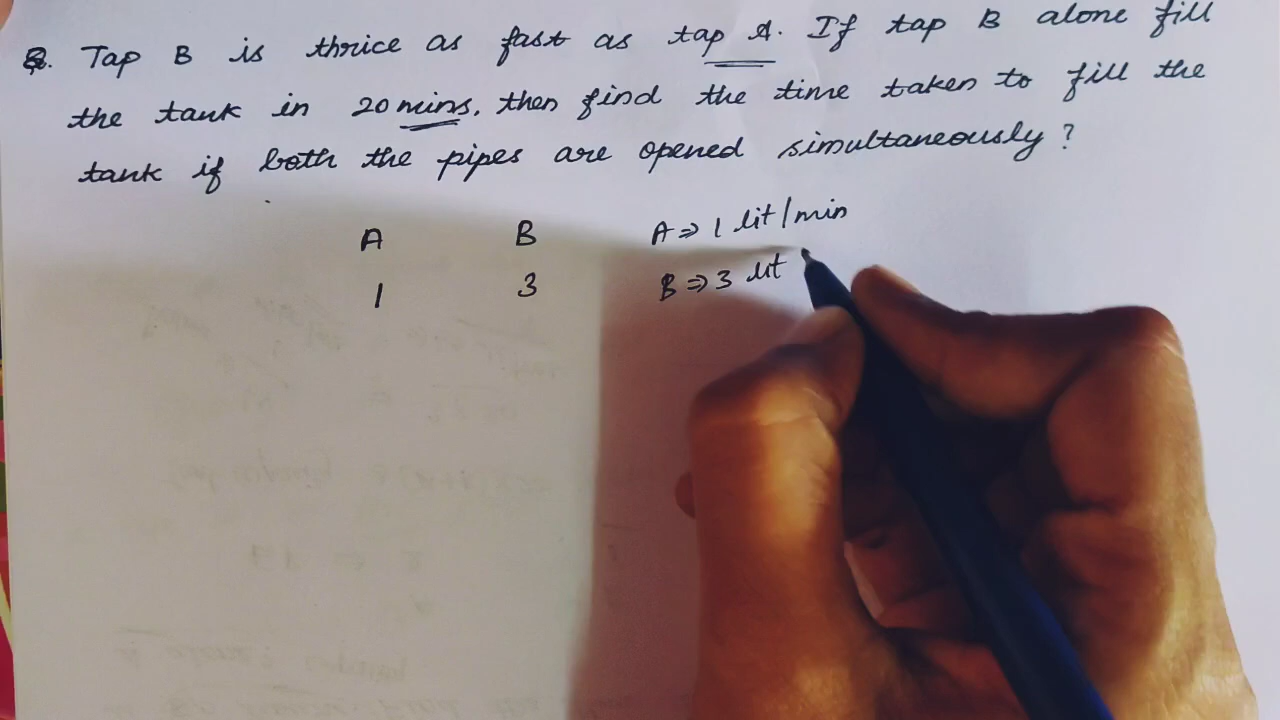 Q. Tap B is thrice as fast as tap A. If tap B alone fill
the tank in 20 mins, then find the time taken to fill the
tank if both the pipes are opened simultaneously?
A B A ⇒ 1 lit/min
1 3 B ⇒ 3 lit